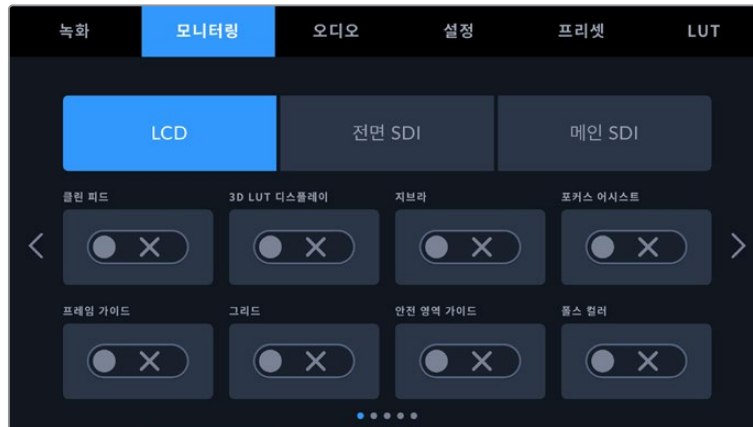 녹화 모니터링 오디오 설정 프리셋 LUT
LCD 전면 SDI 메인 SDI
클린 피드 3D LUT 디스플레이 지브라 포커스 어시스트
프레임 가이드 그리드 안전 영역 가이드 폴스 컬러